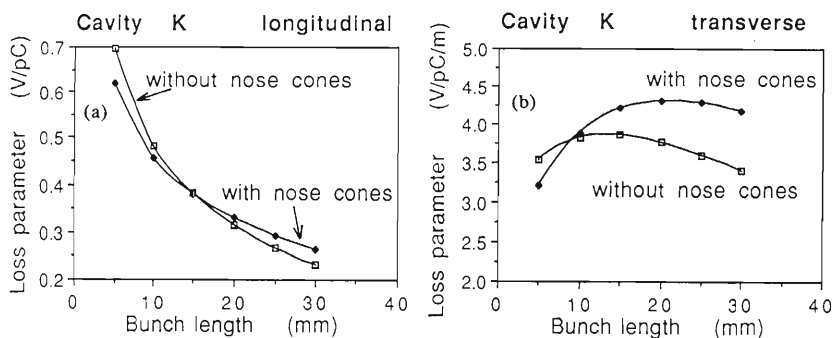 Cavity K longitudinal
Loss parameter (V/pC)
0.7
0.6
0.5
0.4
0.3
0.2
(a)
without nose cones
with nose cones
0 10 20 30 40
Bunch length (mm)
Cavity K transverse
Loss parameter (V/pC/m)
5.0
4.5
4.25
3.5
3.0
2.5
2.0
(b)
with nose cones
without nose cones
0 10 20 30 40
Bunch length (mm)